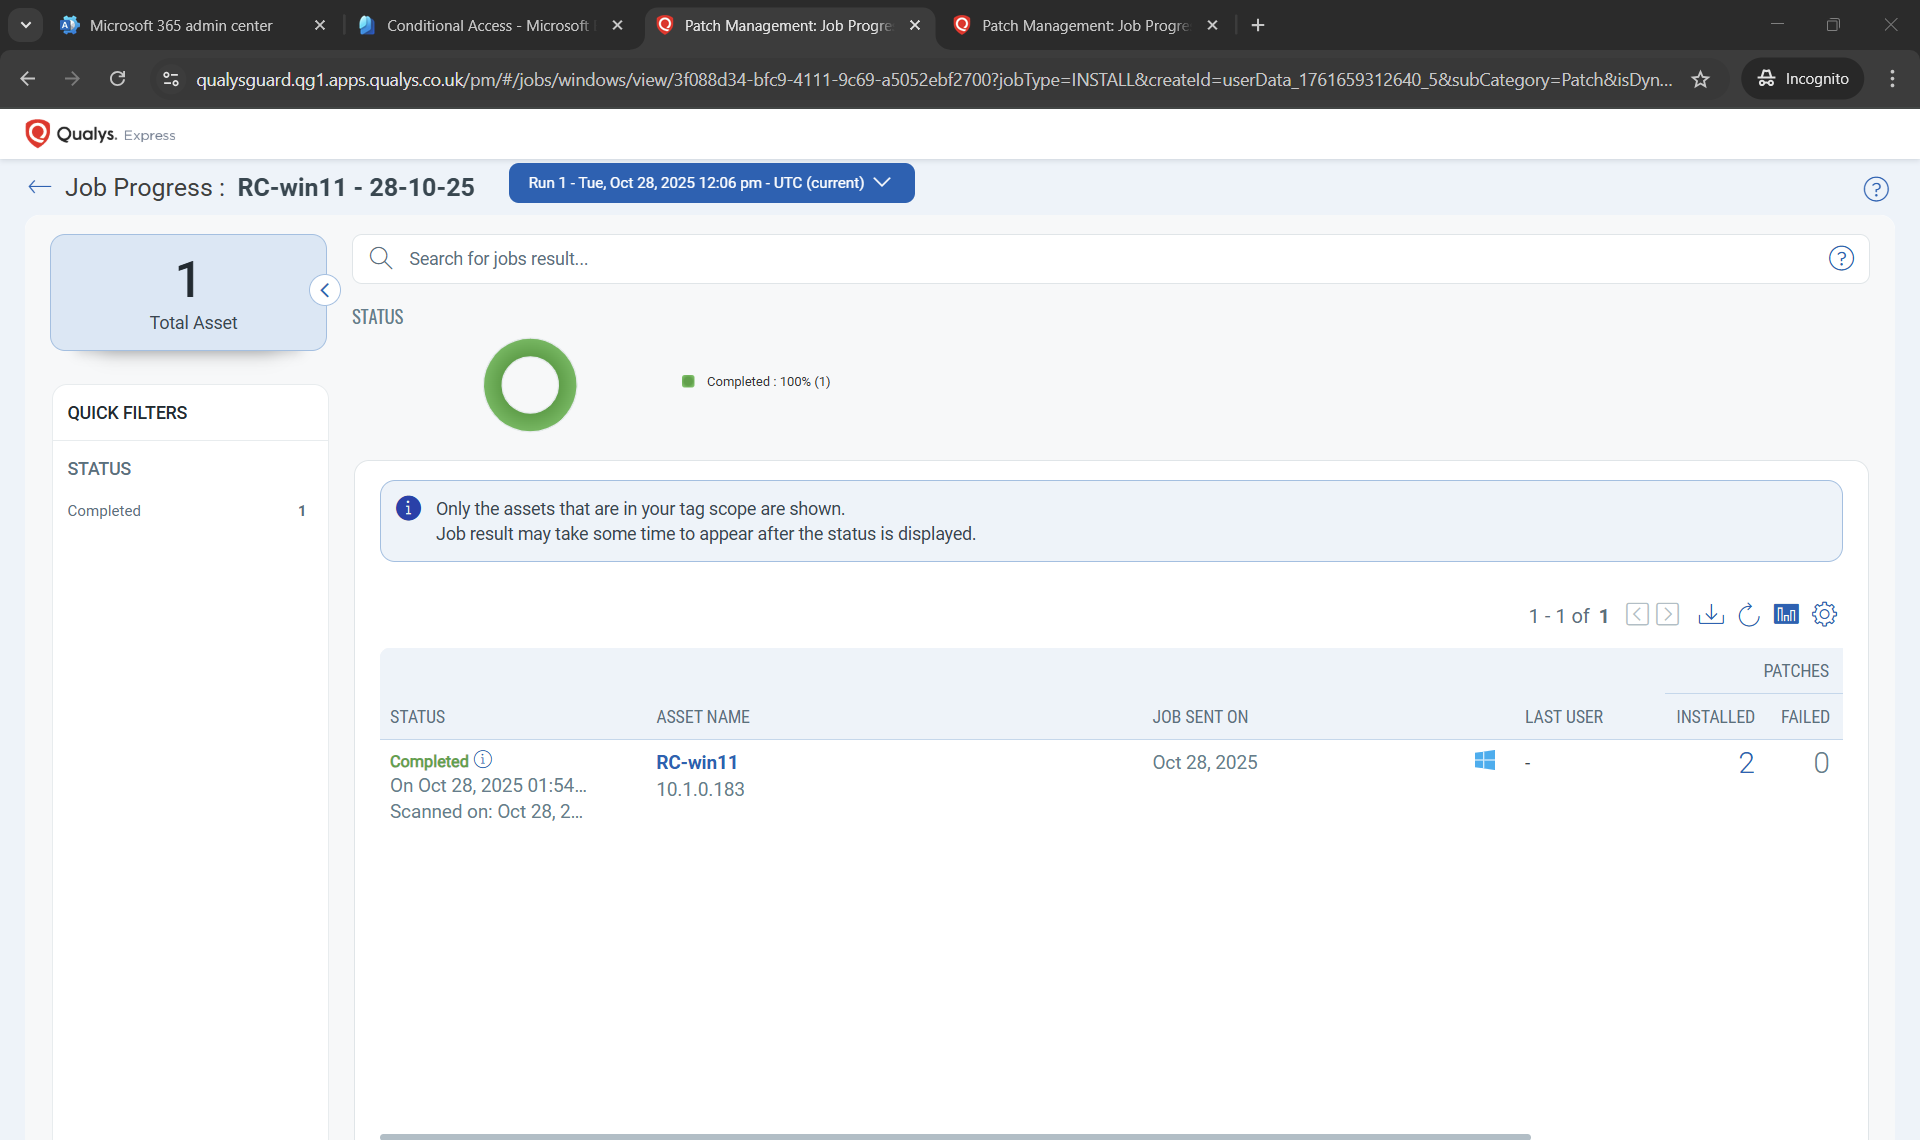 Microsoft 365 admin center
Conditional Access - Microsoft
Patch Management: Job Progre
Patch Management: Job Progre
qualysguard.qg1.apps.qualys.co.uk/pm/#/jobs/windows/view/3f088d34-bfc9-4111-9c69-a5052ebf2700?jobType=INSTALL&createId=userData_1761659312640_5&subCategory=Patch&isDyn...
Incognito
Qualys. Express
Job Progress : RC-win11 - 28-10-25
Run 1 - Tue, Oct 28, 2025 12:06 pm - UTC (current)
1
Total Asset
Search for jobs result...
STATUS
Completed : 100% (1)
QUICK FILTERS
STATUS
Completed 1
Only the assets that are in your tag scope are shown.
Job result may take some time to appear after the status is displayed.
1 - 1 of 1
PATCHES
STATUS ASSET NAME JOB SENT ON LAST USER INSTALLED FAILED
Completed RC-win11 Oct 28, 2025 - 2 0
On Oct 28, 2025 01:54... 10.1.0.183
Scanned on: Oct 28, 2...